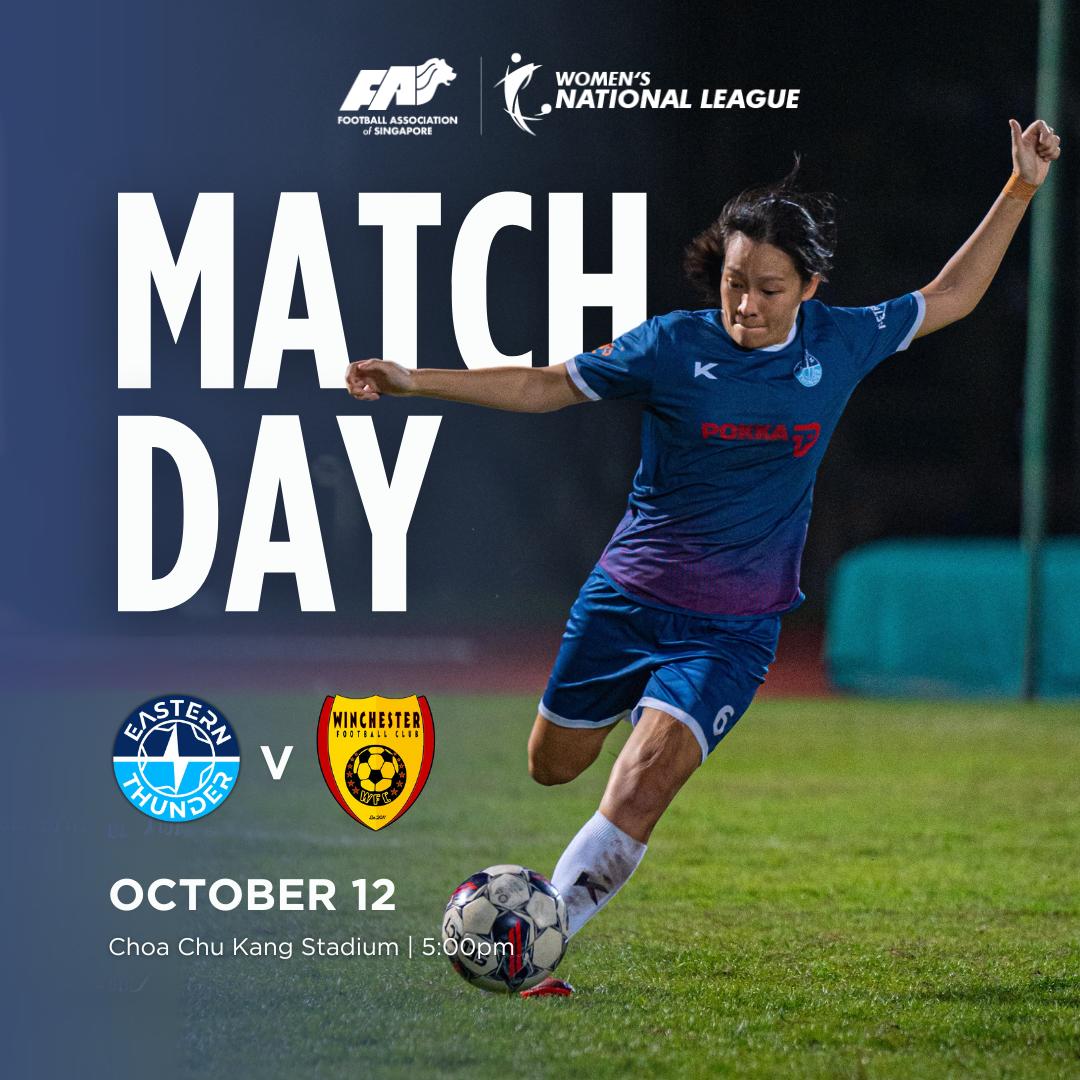 FA
FOOTBALL ASSOCIATION
of SINGAPORE
WOMEN'S
NATIONAL LEAGUE
MATCH
DAY
K
POKKA
6
EASTERN
THUNDER
V
WINCHESTER
FOOTBALL CLUB
WFC
OCTOBER 12
Choa Chu Kang Stadium | 5:00pm